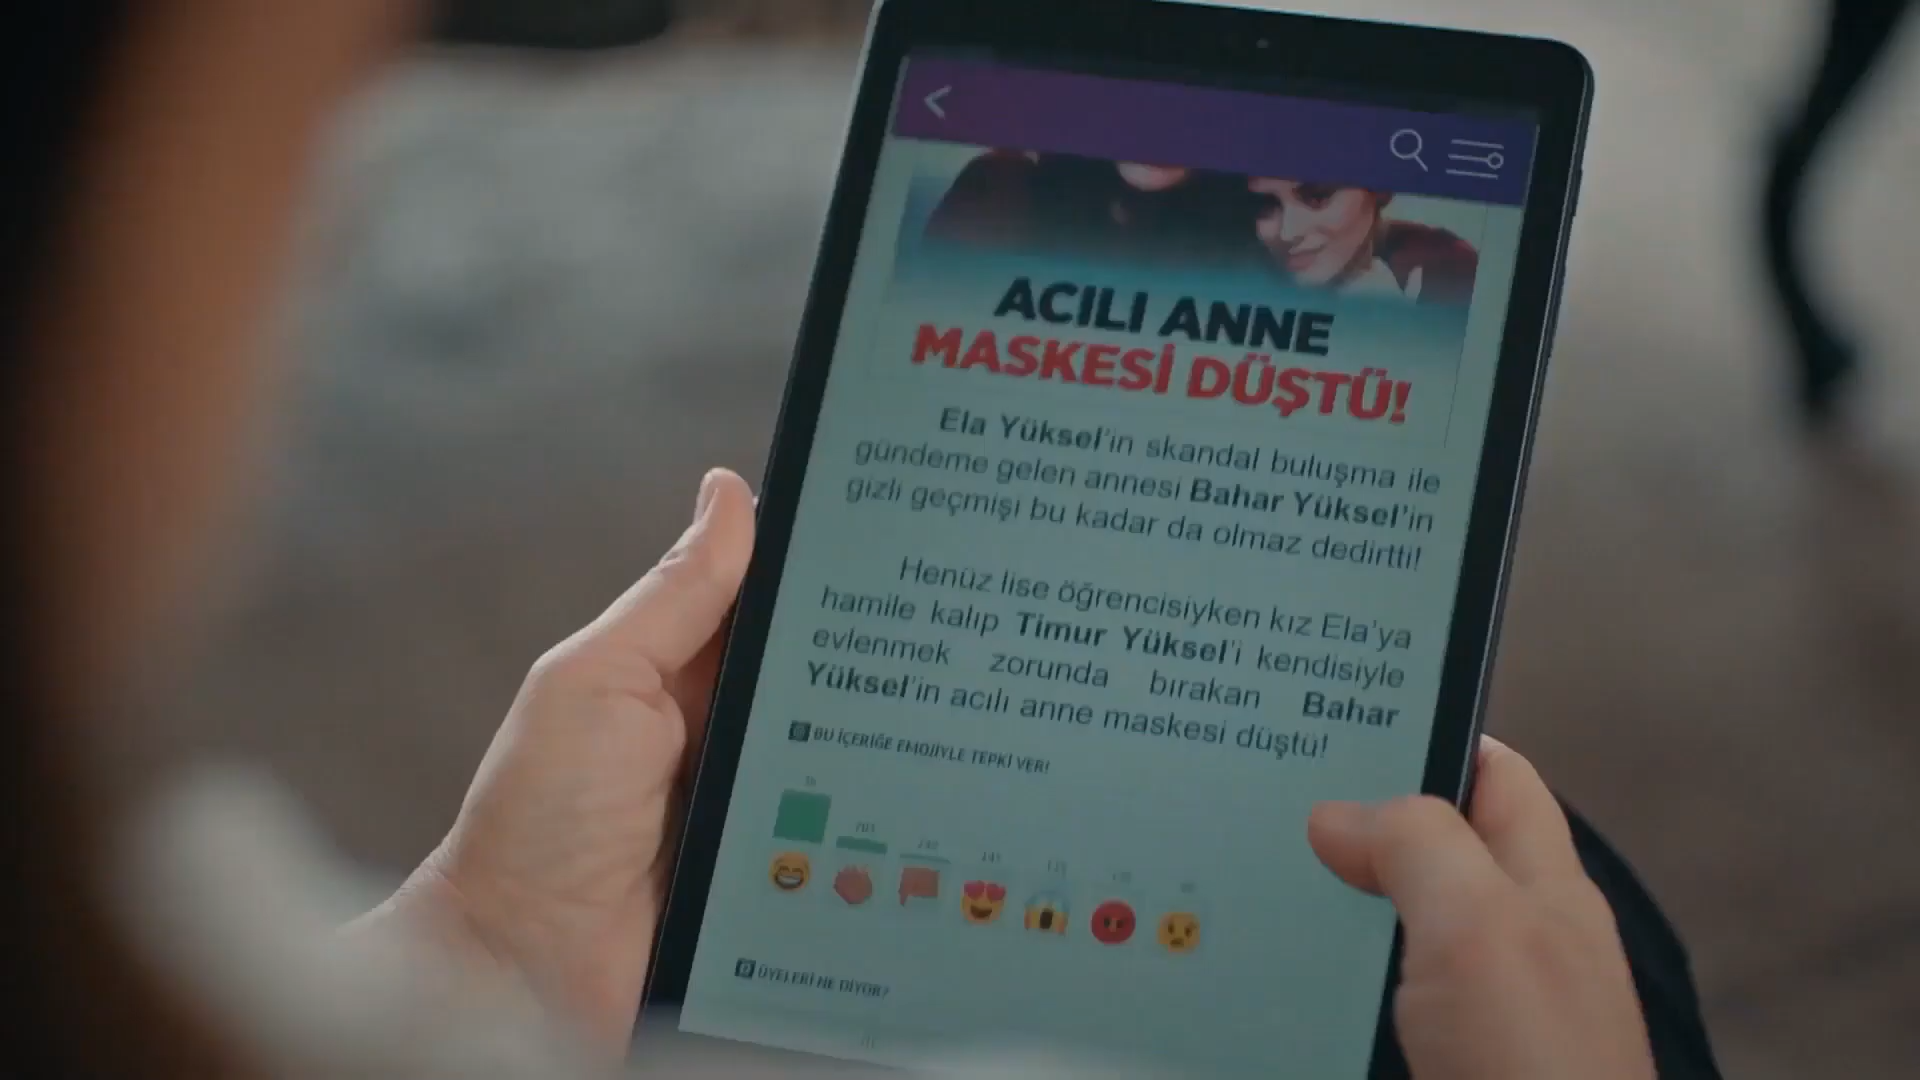 ACILI ANNE
MASKESİ DÜŞTÜ!
Ela Yüksel'in skandal buluşma ile
gündeme gelen annesi Bahar Yüksel'in
gizli geçmişi bu kadar da olmaz dedirtti!
Henüz lise öğrencisiyken kız Ela'ya
hamile kalıp Timur Yüksel'i kendisiyle
evlenmek zorunda bırakan Bahar
Yüksel'in acılı anne maskesi düştü!
BU İÇERİĞE EMOJİYLE TEPKİ VER!
ÜYELERİ NE DİYOR?